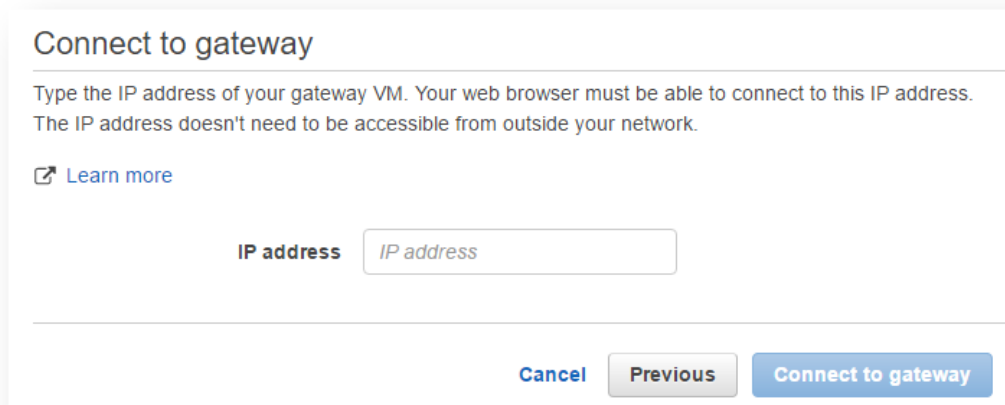 Connect to gateway
Type the IP address of your gateway VM. Your web browser must be able to connect to this IP address.
The IP address doesn't need to be accessible from outside your network.
Learn more
IP address IP address
Cancel Previous Connect to gateway